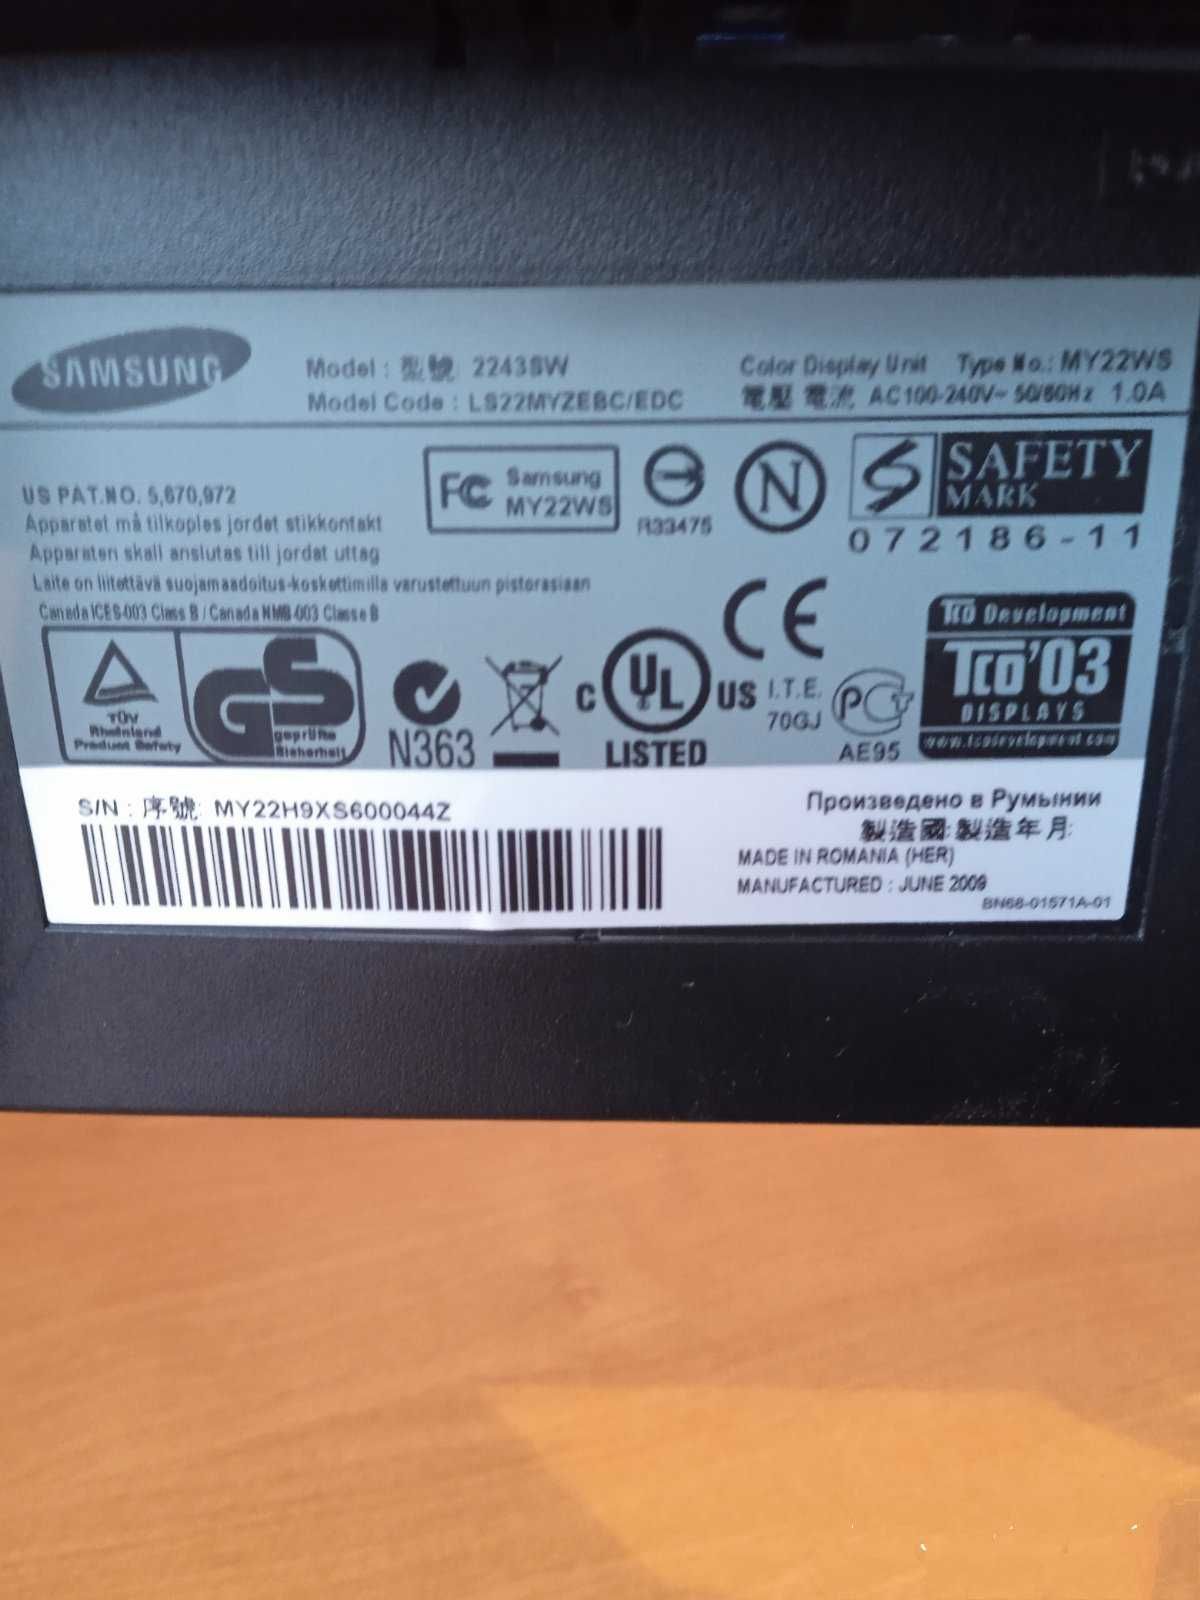 SAMSUNG
Model : 型號: 2243SW
Model Code : LS22MYZEBC/EDC
Color Display Unit Type No.: MY22WS
電壓 電流 AC100-240V~ 50/60Hz 1.0A
US PAT.NO. 5,670,972
Apparatet må tilkoples jordet stikkontakt
Apparaten skall anslutas till jordat uttag
Laite on liitettävä suojamaadoitus-koskettimilla varustettuun pistorasiaan
Canada ICES-003 Class B / Canada NMB-003 Classe B
FC Samsung
MY22WS
R33475
N
S SAFETY
MARK
072186-11
TÜV
Rheinland
Product Safety
GS
geprüfte
Sicherheit
N363
C UL US
LISTED
CE
I.T.E.
70GJ
PC
AE95
TCO Development
TCO'03
DISPLAYS
www.tcodevelopment.com
S/N : 序號: MY22H9XS600044Z
Произведено в Румынии
製造國: 製造年月:
MADE IN ROMANIA (HER)
MANUFACTURED : JUNE 2009
BN68-01571A-01